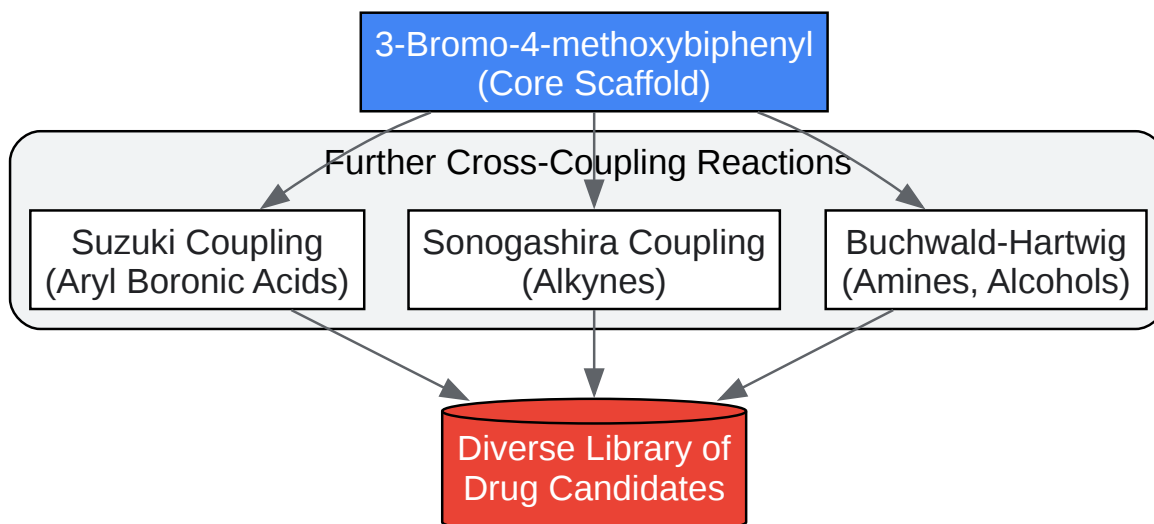 3-Bromo-4-methoxybiphenyl
(Core Scaffold)
Further Cross-Coupling Reactions
Suzuki Coupling
(Aryl Boronic Acids)
Sonogashira Coupling
(Alkynes)
Buchwald-Hartwig
(Amines, Alcohols)
Diverse Library of
Drug Candidates